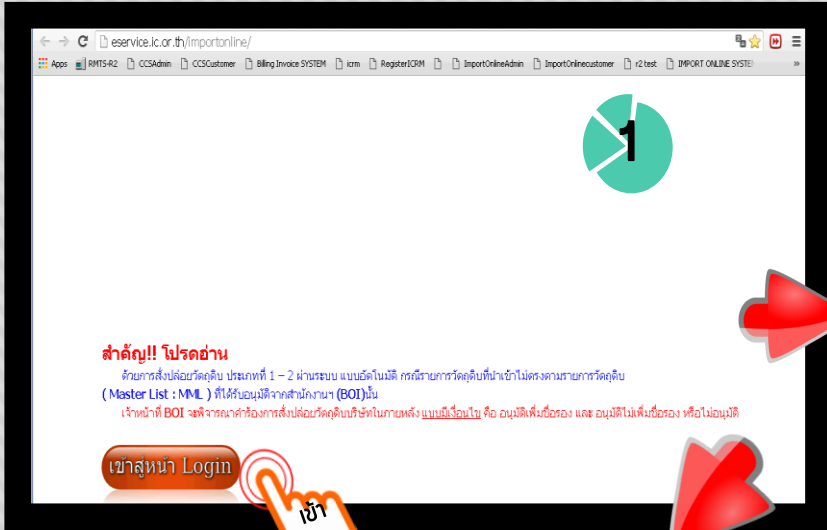 eservice.ic.or.th/importonline/
Apps RMTS-R2 CCSAdmin CCSCustomer Billing Invoice SYSTEM icrm RegisterICRM ImportOnlineAdmin ImportOnlinecustomer r2 test IMPORT ONLINE SYSTE
1
สำคัญ!! โปรดอ่าน
ด้วยการสั่งปล่อยวัตถุดิบ ประเภทที่ 1 – 2 ผ่านระบบ แบบอัตโนมัติ กรณีรายการวัตถุดิบที่นำเข้าไม่ตรงตามรายการวัตถุดิบ
( Master List : MML ) ที่ได้รับอนุมัติจากสำนักงานฯ (BOI)นั้น
เจ้าหน้าที่ BOI จะพิจารณาคำร้องการสั่งปล่อยวัตถุดิบบริษัทในภายหลัง แบบมีเงื่อนไข คือ อนุมัติเพิ่มชื่อรอง และ อนุมัติไม่เพิ่มชื่อรอง หรือไม่อนุมัติ
เข้าสู่หน้า Login
เข้า